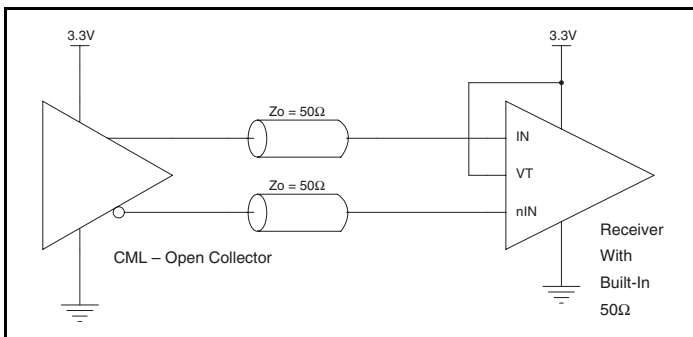 3.3V
3.3V
Zo = 50Ω
IN
VT
Zo = 50Ω
nIN
CML – Open Collector
Receiver
With
Built-In
50Ω